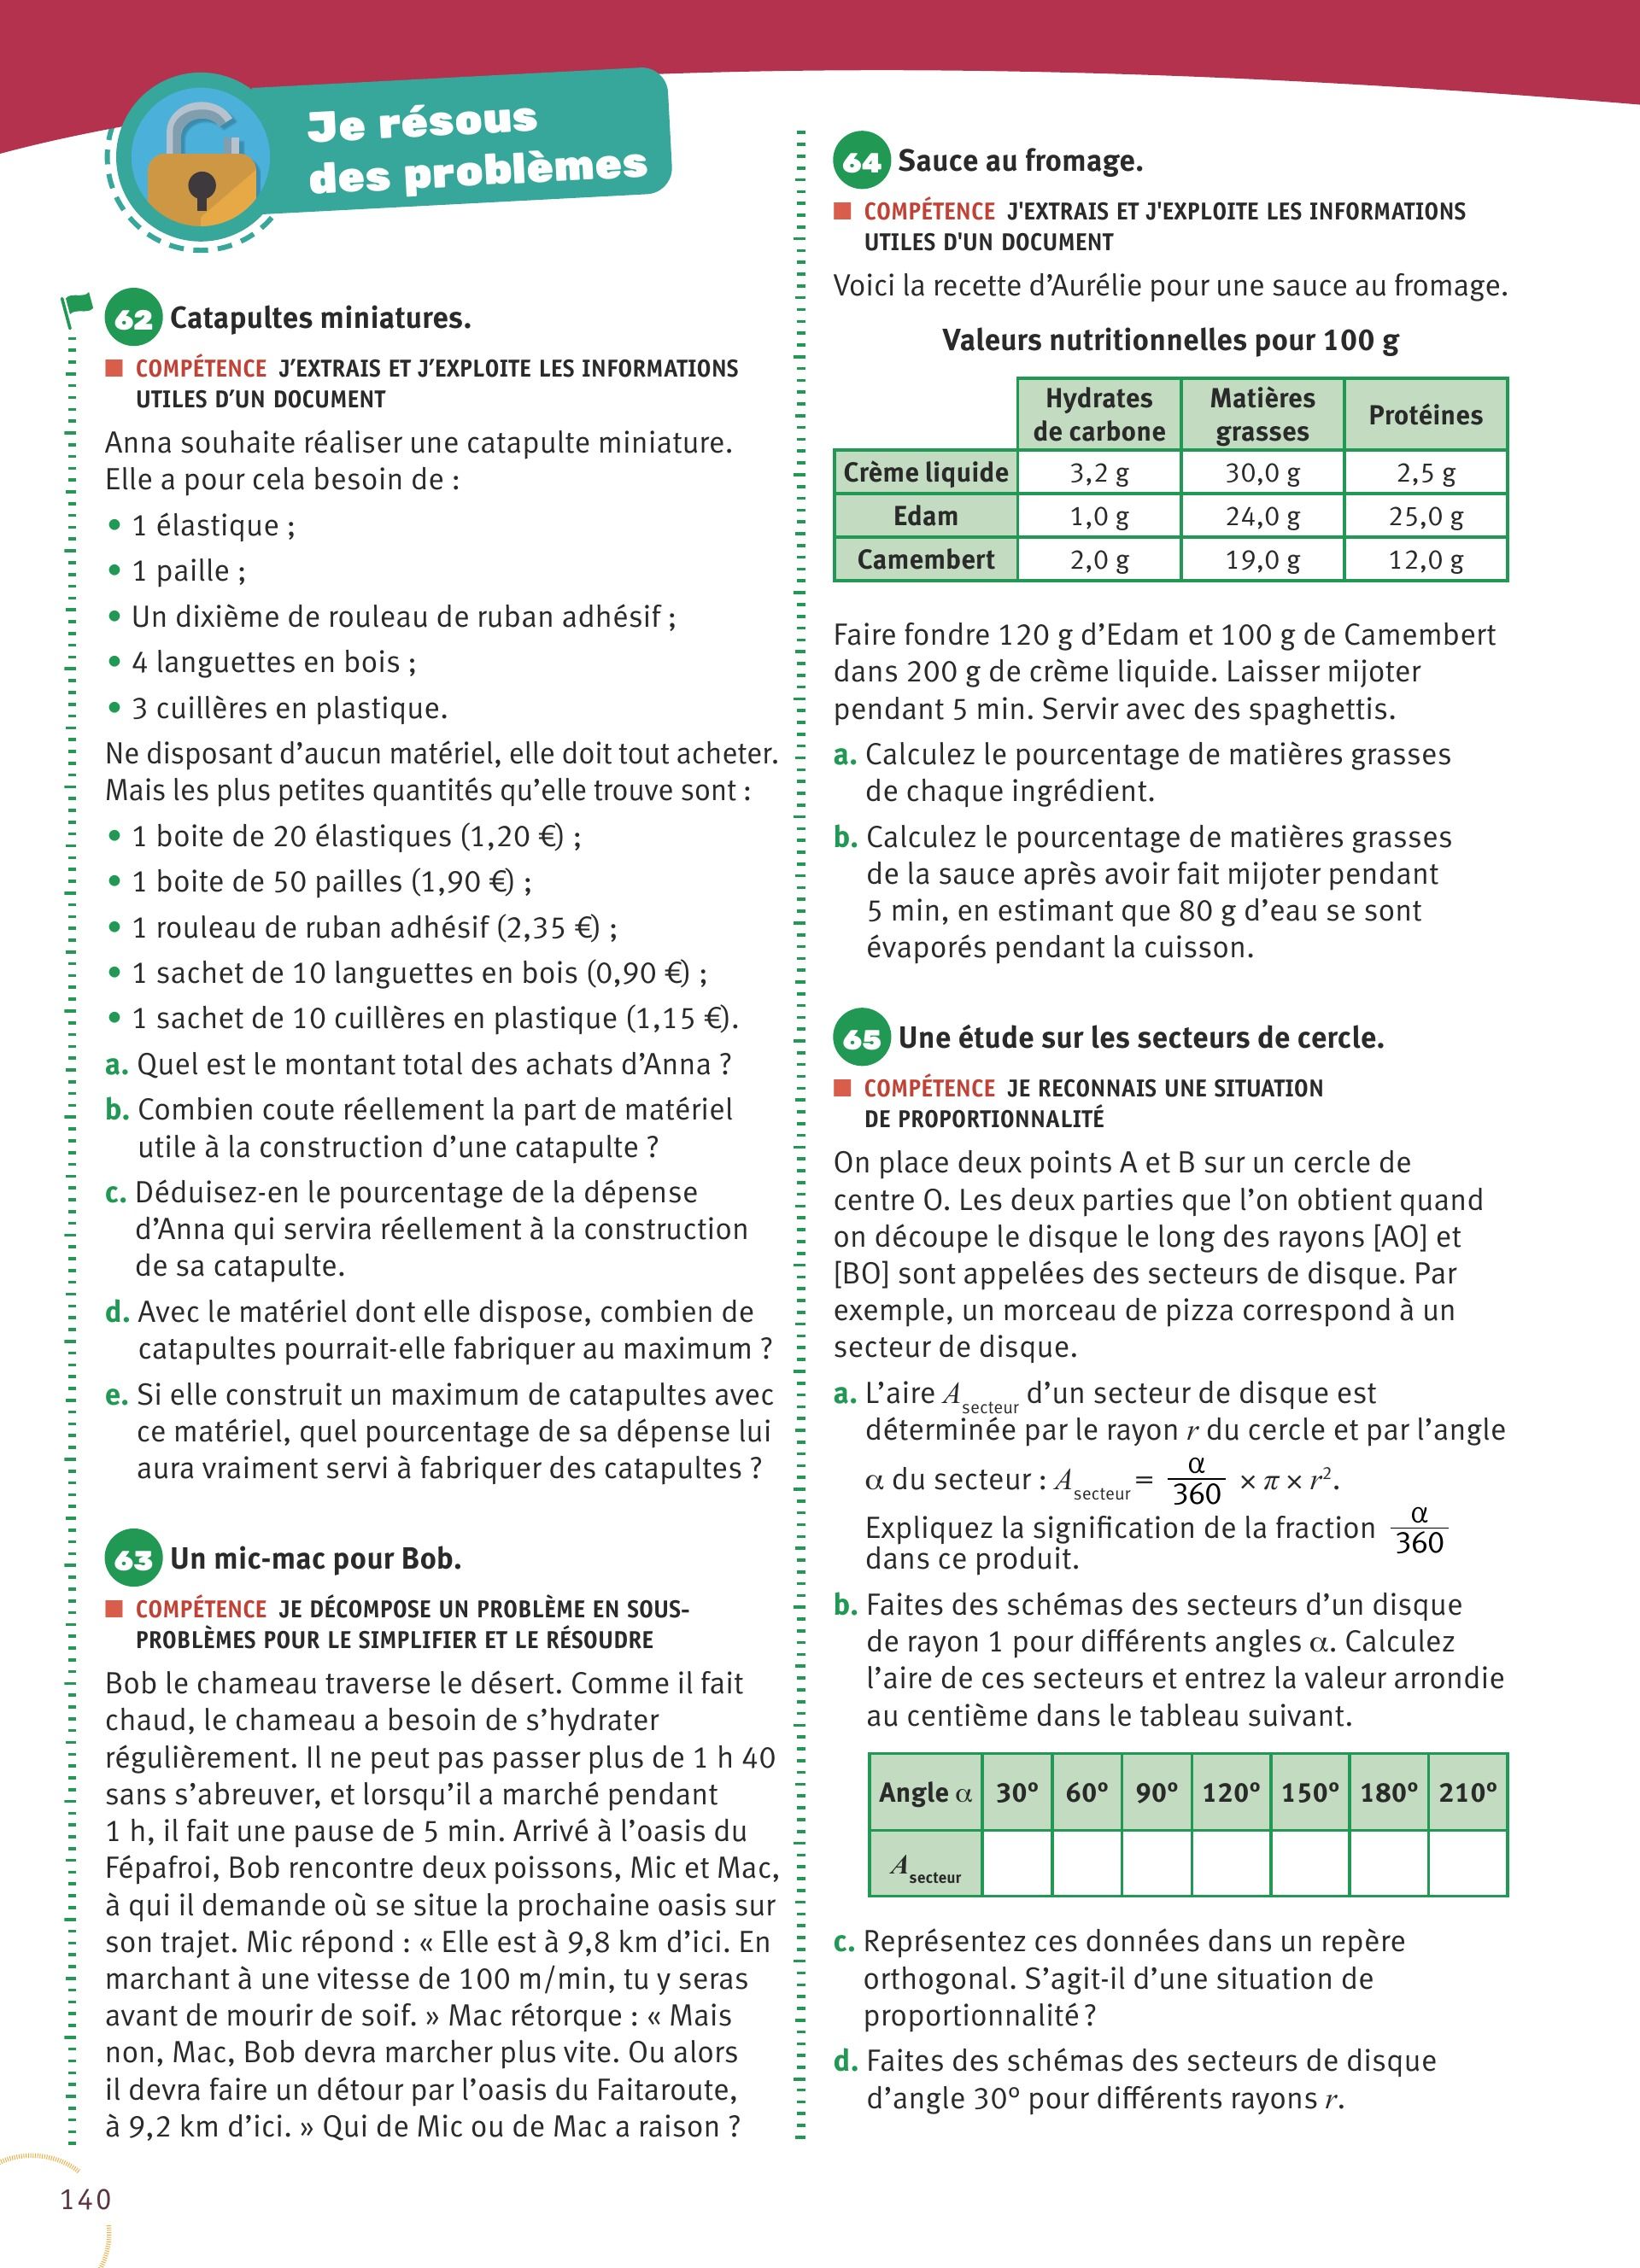 Je résous
des problèmes
62 Catapultes miniatures.
COMPÉTENCE J’EXTRAIS ET J’EXPLOITE LES INFORMATIONS
UTILES D’UN DOCUMENT
Anna souhaite réaliser une catapulte miniature.
Elle a pour cela besoin de :
• 1 élastique ;
• 1 paille ;
• Un dixième de rouleau de ruban adhésif ;
• 4 languettes en bois ;
• 3 cuillères en plastique.
Ne disposant d’aucun matériel, elle doit tout acheter.
Mais les plus petites quantités qu’elle trouve sont :
• 1 boite de 20 élastiques (1,20 €) ;
• 1 boite de 50 pailles (1,90 €) ;
• 1 rouleau de ruban adhésif (2,35 €) ;
• 1 sachet de 10 languettes en bois (0,90 €) ;
• 1 sachet de 10 cuillères en plastique (1,15 €).
a. Quel est le montant total des achats d’Anna ?
b. Combien coute réellement la part de matériel
utile à la construction d’une catapulte ?
c. Déduisez-en le pourcentage de la dépense
d’Anna qui servira réellement à la construction
de sa catapulte.
d. Avec le matériel dont elle dispose, combien de
catapultes pourrait-elle fabriquer au maximum ?
e. Si elle construit un maximum de catapultes avec
ce matériel, quel pourcentage de sa dépense lui
aura vraiment servi à fabriquer des catapultes ?
63 Un mic-mac pour Bob.
COMPÉTENCE JE DÉCOMPOSE UN PROBLÈME EN SOUS-
PROBLÈMES POUR LE SIMPLIFIER ET LE RÉSOUDRE
Bob le chameau traverse le désert. Comme il fait
chaud, le chameau a besoin de s’hydrater
régulièrement. Il ne peut pas passer plus de 1 h 40
sans s’abreuver, et lorsqu’il a marché pendant
1 h, il fait une pause de 5 min. Arrivé à l’oasis du
Fépafroi, Bob rencontre deux poissons, Mic et Mac,
à qui il demande où se situe la prochaine oasis sur
son trajet. Mic répond : « Elle est à 9,8 km d’ici. En
marchant à une vitesse de 100 m/min, tu y seras
avant de mourir de soif. » Mac rétorque : « Mais
non, Mac, Bob devra marcher plus vite. Ou alors
il devra faire un détour par l’oasis du Faitaroute,
à 9,2 km d’ici. » Qui de Mic ou de Mac a raison ?
140
64 Sauce au fromage.
COMPÉTENCE J'EXTRAIS ET J'EXPLOITE LES INFORMATIONS
UTILES D'UN DOCUMENT
Voici la recette d’Aurélie pour une sauce au fromage.
Valeurs nutritionnelles pour 100 g
Hydrates de carbone Matières grasses Protéines
Crème liquide 3,2 g 30,0 g 2,5 g
Edam 1,0 g 24,0 g 25,0 g
Camembert 2,0 g 19,0 g 12,0 g
Faire fondre 120 g d’Edam et 100 g de Camembert
dans 200 g de crème liquide. Laisser mijoter
pendant 5 min. Servir avec des spaghettis.
a. Calculez le pourcentage de matières grasses
de chaque ingrédient.
b. Calculez le pourcentage de matières grasses
de la sauce après avoir fait mijoter pendant
5 min, en estimant que 80 g d’eau se sont
évaporés pendant la cuisson.
65 Une étude sur les secteurs de cercle.
COMPÉTENCE JE RECONNAIS UNE SITUATION
DE PROPORTIONNALITÉ
On place deux points A et B sur un cercle de
centre O. Les deux parties que l’on obtient quand
on découpe le disque le long des rayons [AO] et
[BO] sont appelées des secteurs de disque. Par
exemple, un morceau de pizza correspond à un
secteur de disque.
a. L’aire A secteur d’un secteur de disque est
déterminée par le rayon r du cercle et par l’angle
α du secteur : A secteur = α/360 × π × r².
Expliquez la signification de la fraction α/360
dans ce produit.
b. Faites des schémas des secteurs d’un disque
de rayon 1 pour différents angles α. Calculez
l’aire de ces secteurs et entrez la valeur arrondie
au centième dans le tableau suivant.
Angle α 30° 60° 90° 120° 150° 180° 210°
A secteur
c. Représentez ces données dans un repère
orthogonal. S’agit-il d’une situation de
proportionnalité ?
d. Faites des schémas des secteurs de disque
d’angle 30° pour différents rayons r.